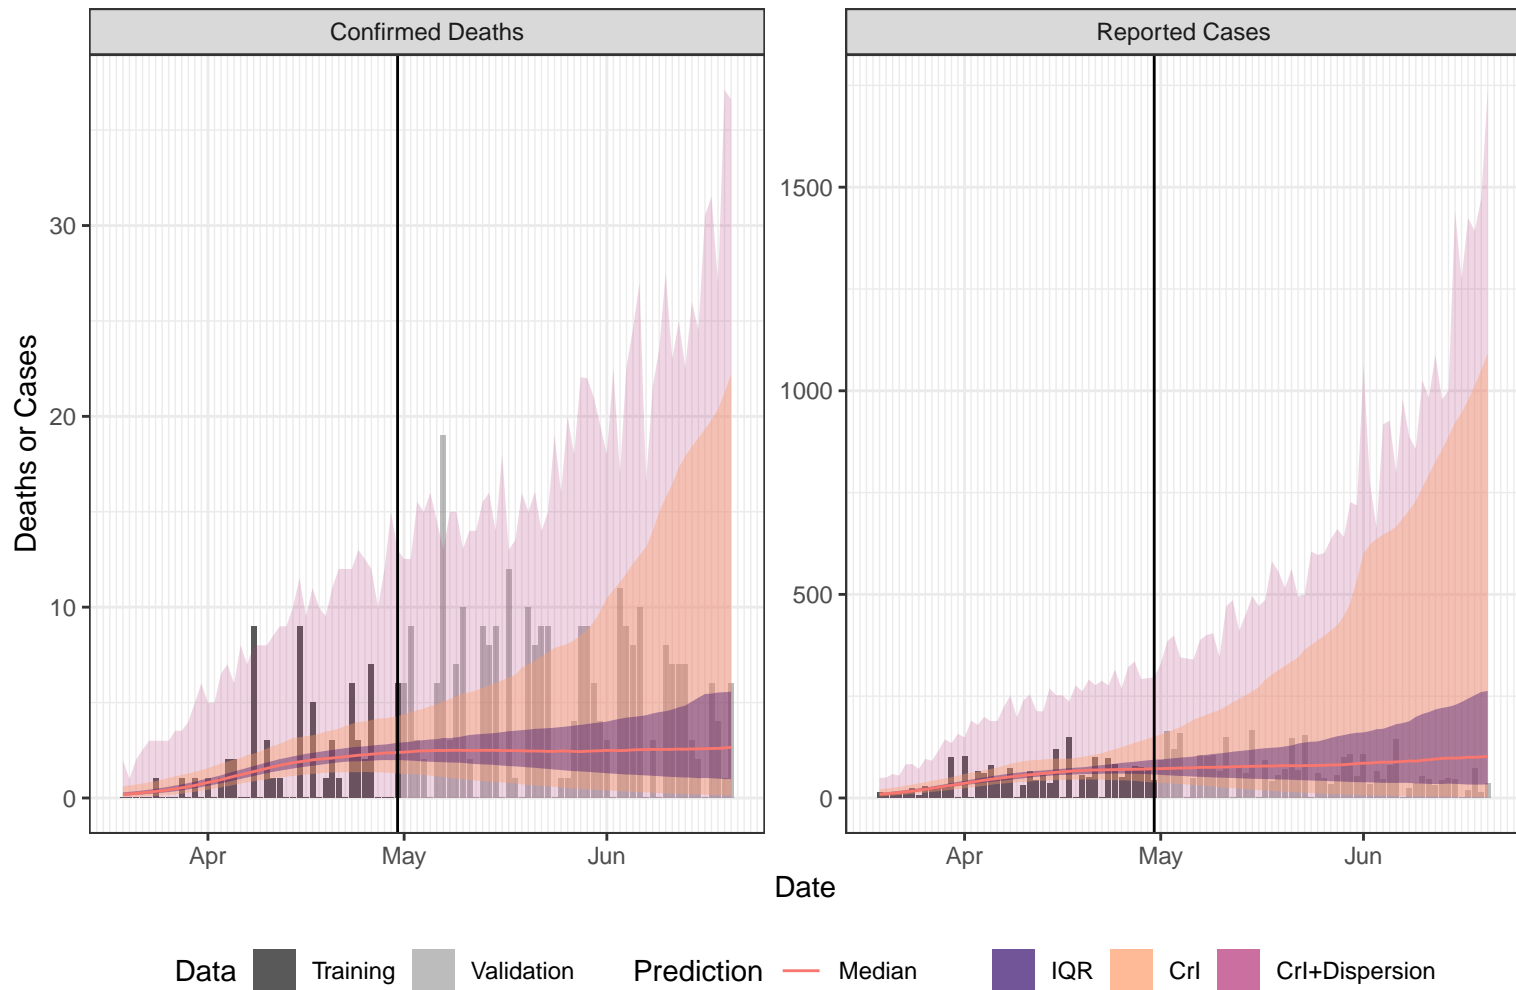 Confirmed Deaths
Reported Cases
Deaths or Cases
30
20
10
0
1500
1000
500
0
Apr
May
Jun
Apr
May
Jun
Date
Data Training Validation Prediction Median IQR CrI CrI+Dispersion